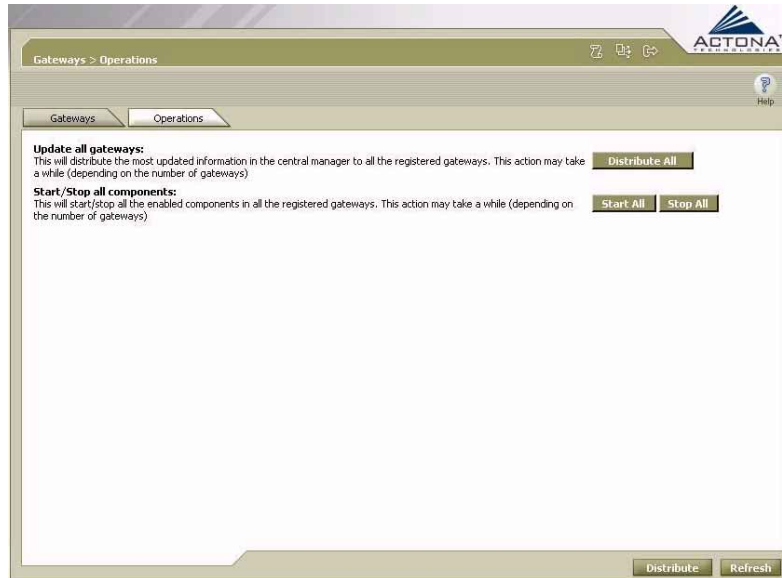 ACTONA
TECHNOLOGIES
Gateways > Operations
Help
Gateways
Operations
Update all gateways:
This will distribute the most updated information in the central manager to all the registered gateways. This action may take
a while (depending on the number of gateways)
Distribute All
Start/Stop all components:
This will start/stop all the enabled components in all the registered gateways. This action may take a while (depending on
the number of gateways)
Start All
Stop All
Distribute
Refresh